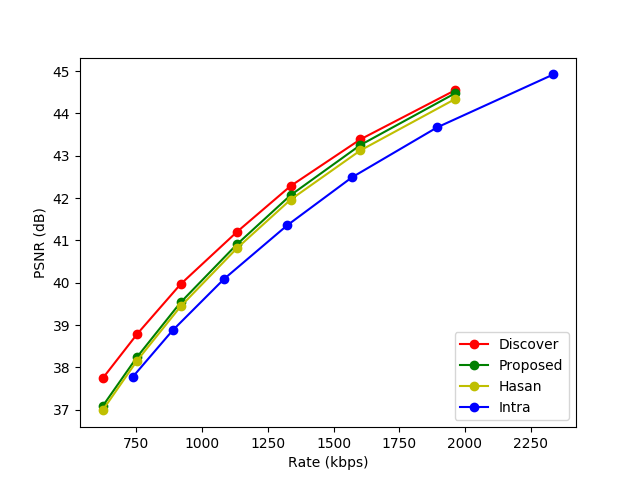 45
44
43
42
41
40
39
38
37
PSNR (dB)
750
1000
1250
1500
1750
2000
2250
Rate (kbps)
Discover
Proposed
Hasan
Intra